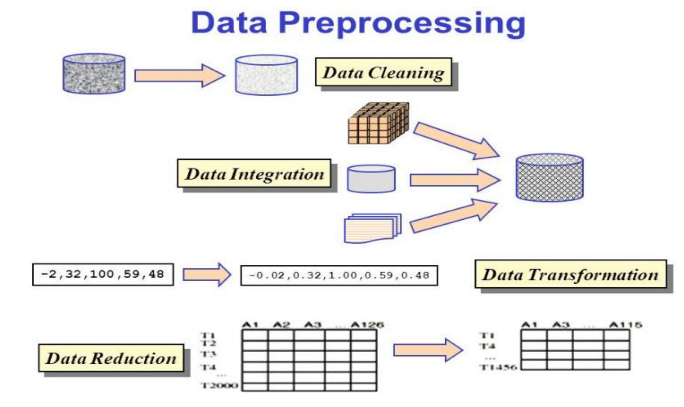 Data Preprocessing
Data Cleaning
Data Integration
-2,32,100,59,48
-0.02,0.32,1.00,0.59,0.48
Data Transformation
Data Reduction
A1 A2 A3 ... A126
T1
T2
T3
T4
...
T2000
A1 A3 ... A115
T1
T4
...
T1456